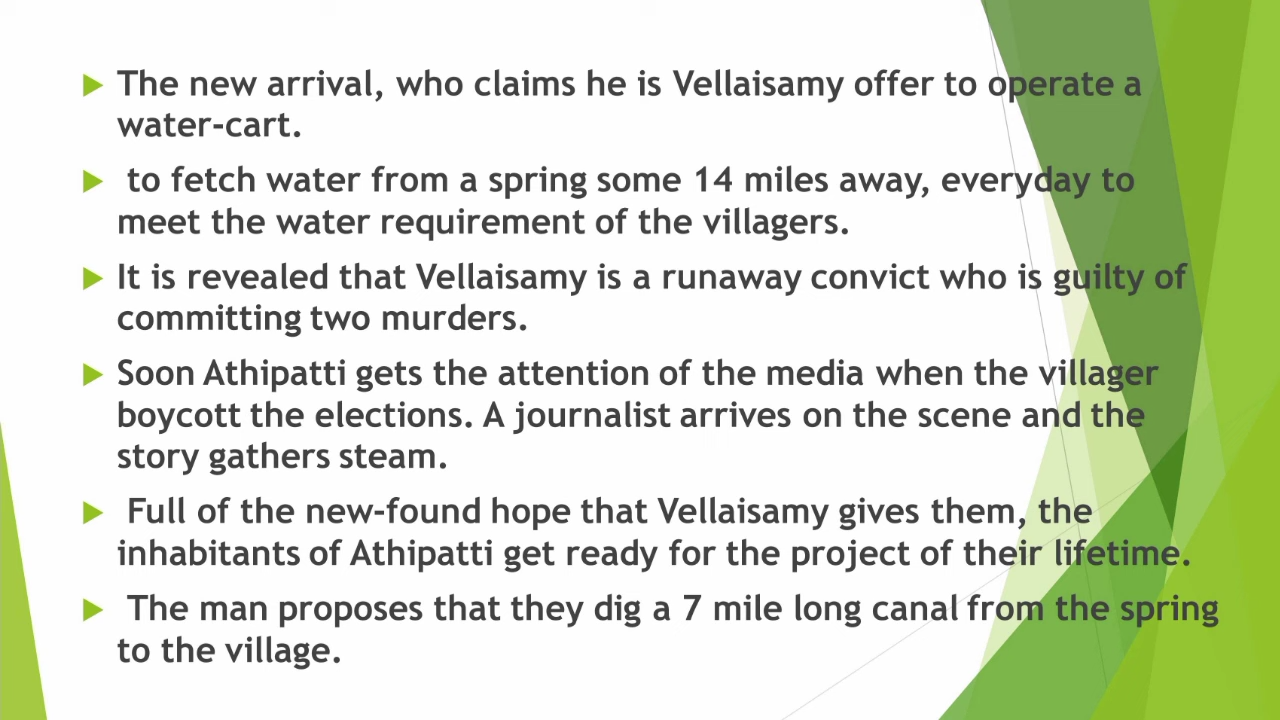 The new arrival, who claims he is Vellaisamy offer to operate a
water-cart.
to fetch water from a spring some 14 miles away, everyday to
meet the water requirement of the villagers.
It is revealed that Vellaisamy is a runaway convict who is guilty of
committing two murders.
Soon Athipatti gets the attention of the media when the villager
boycott the elections. A journalist arrives on the scene and the
story gathers steam.
Full of the new-found hope that Vellaisamy gives them, the
inhabitants of Athipatti get ready for the project of their lifetime.
The man proposes that they dig a 7 mile long canal from the spring
to the village.